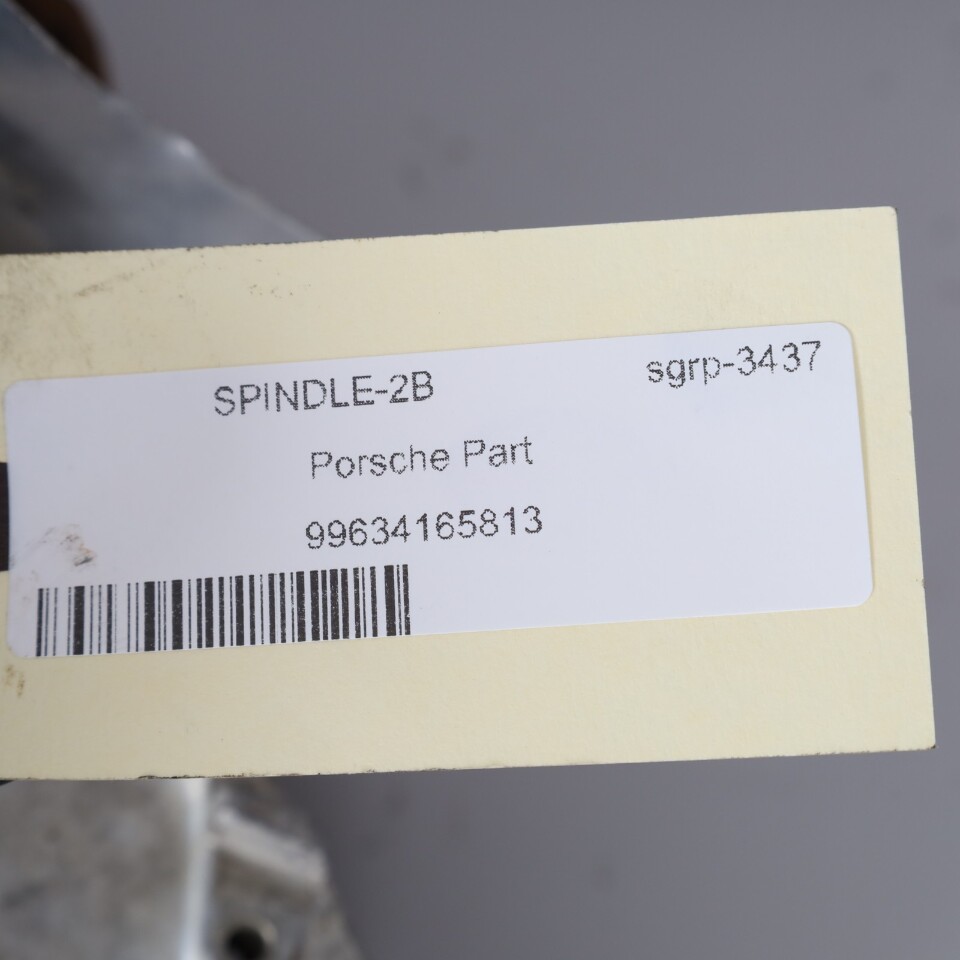 SPINDLE-2B sgrp-3437
Porsche Part
99634165813